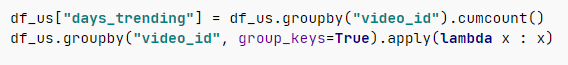 df_us["days_trending"] = df_us.groupby("video_id").cumcount()
df_us.groupby("video_id", group_keys=True).apply(lambda x : x)